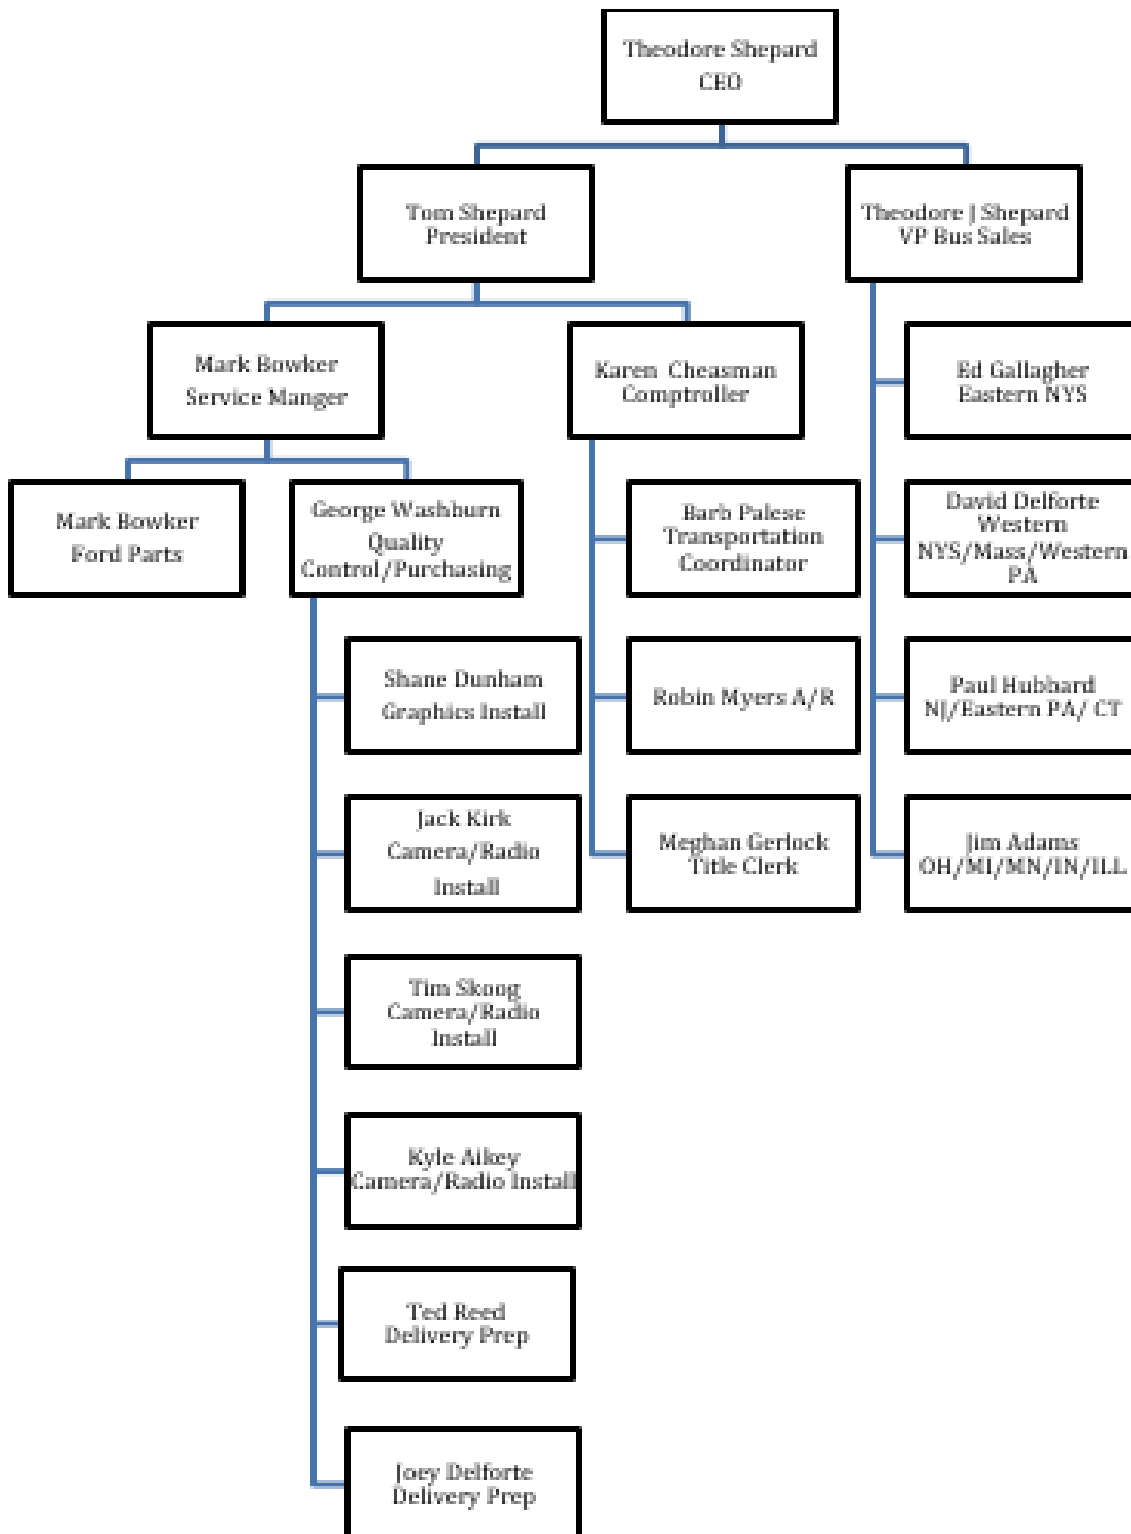 Theodore Shepard
CEO
Tom Shepard
President
Theodore J Shepard
VP Bus Sales
Mark Bowker
Service Manger
Karen Cheasman
Comptroller
Ed Gallagher
Eastern NYS
Mark Bowker
Ford Parts
George Washburn
Quality
Control/Purchasing
Barb Palese
Transportation
Coordinator
David Delforte
Western
NYS/Mass/Western
PA
Shane Dunham
Graphics Install
Robin Myers A/R
Paul Hubbard
NJ/Eastern PA/ CT
Jack Kirk
Camera/Radio
Install
Meghan Gerlock
Title Clerk
Jim Adams
OH/MI/MN/IN/ILL
Tim Skoog
Camera/Radio
Install
Kyle Aikey
Camera/Radio Install
Ted Reed
Delivery Prep
Joey Delforte
Delivery Prep